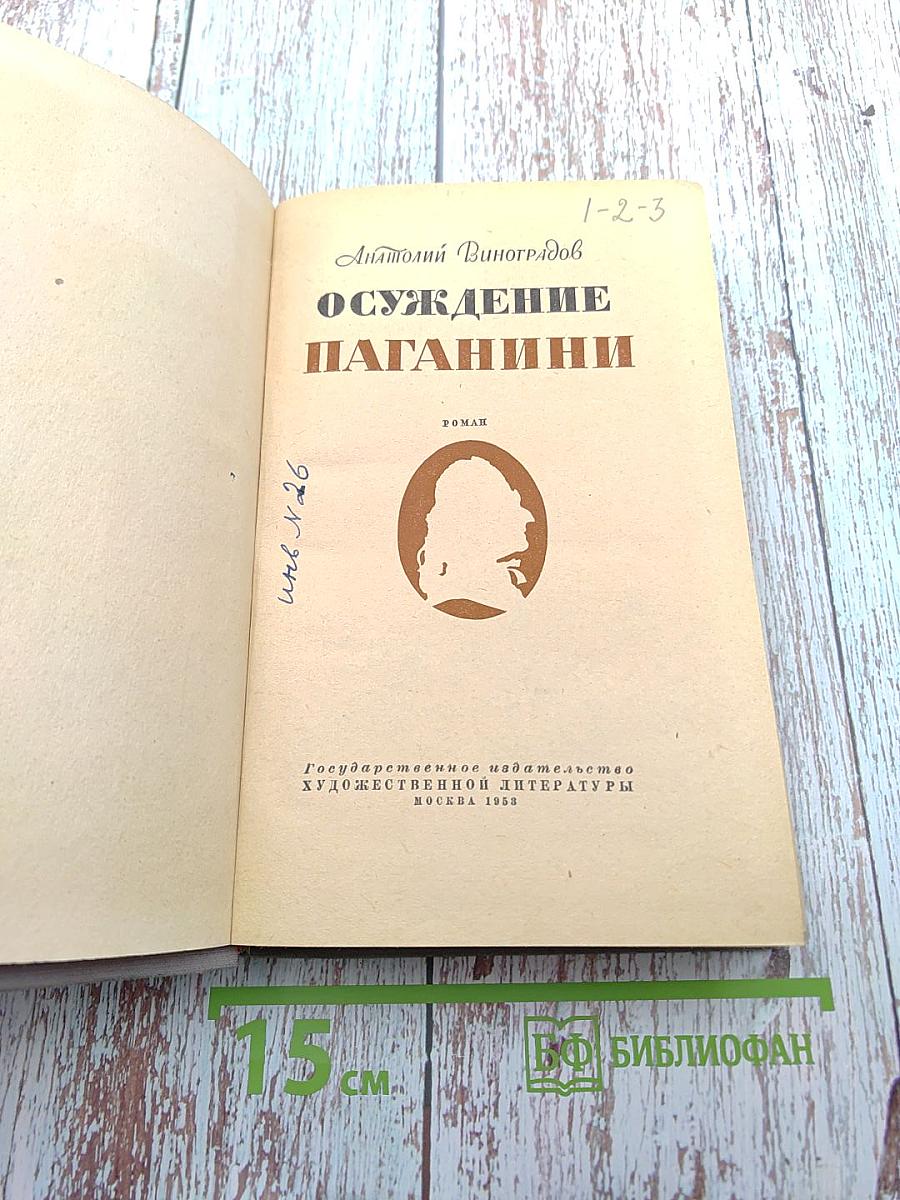 1-2-3
Анатолий Виноградов
ОСУЖДЕНИЕ
ПАГАНИНИ
РОМАН
инв № 26
Государственное издательство
ХУДОЖЕСТВЕННОЙ ЛИТЕРАТУРЫ
МОСКВА 1958
15 см
БФ БИБЛИОФАН